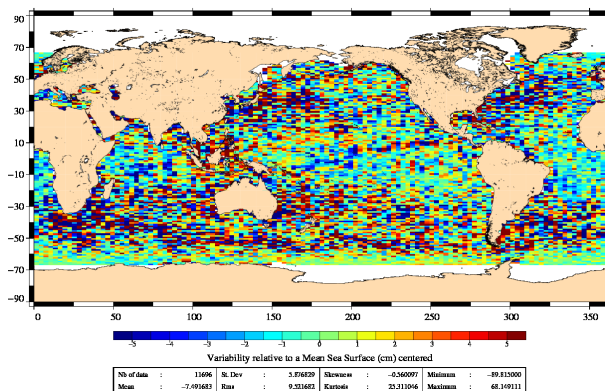 90
70
50
30
10
−10
−30
−50
−70
−90
0 50 100 150 200 250 300 350
−5 −3 −2 −1 0 1 2 3 4 5
Variability relative to a Mean Sea Surface (cm) centered
Nb of data : 11696 St. Dev : 5.876829 Skewness : −0.560097 Minimum : −89.815000
Mean : −7.491683 Rms : 9.521682 Kurtosis : 25.311046 Maximum : 68.149111